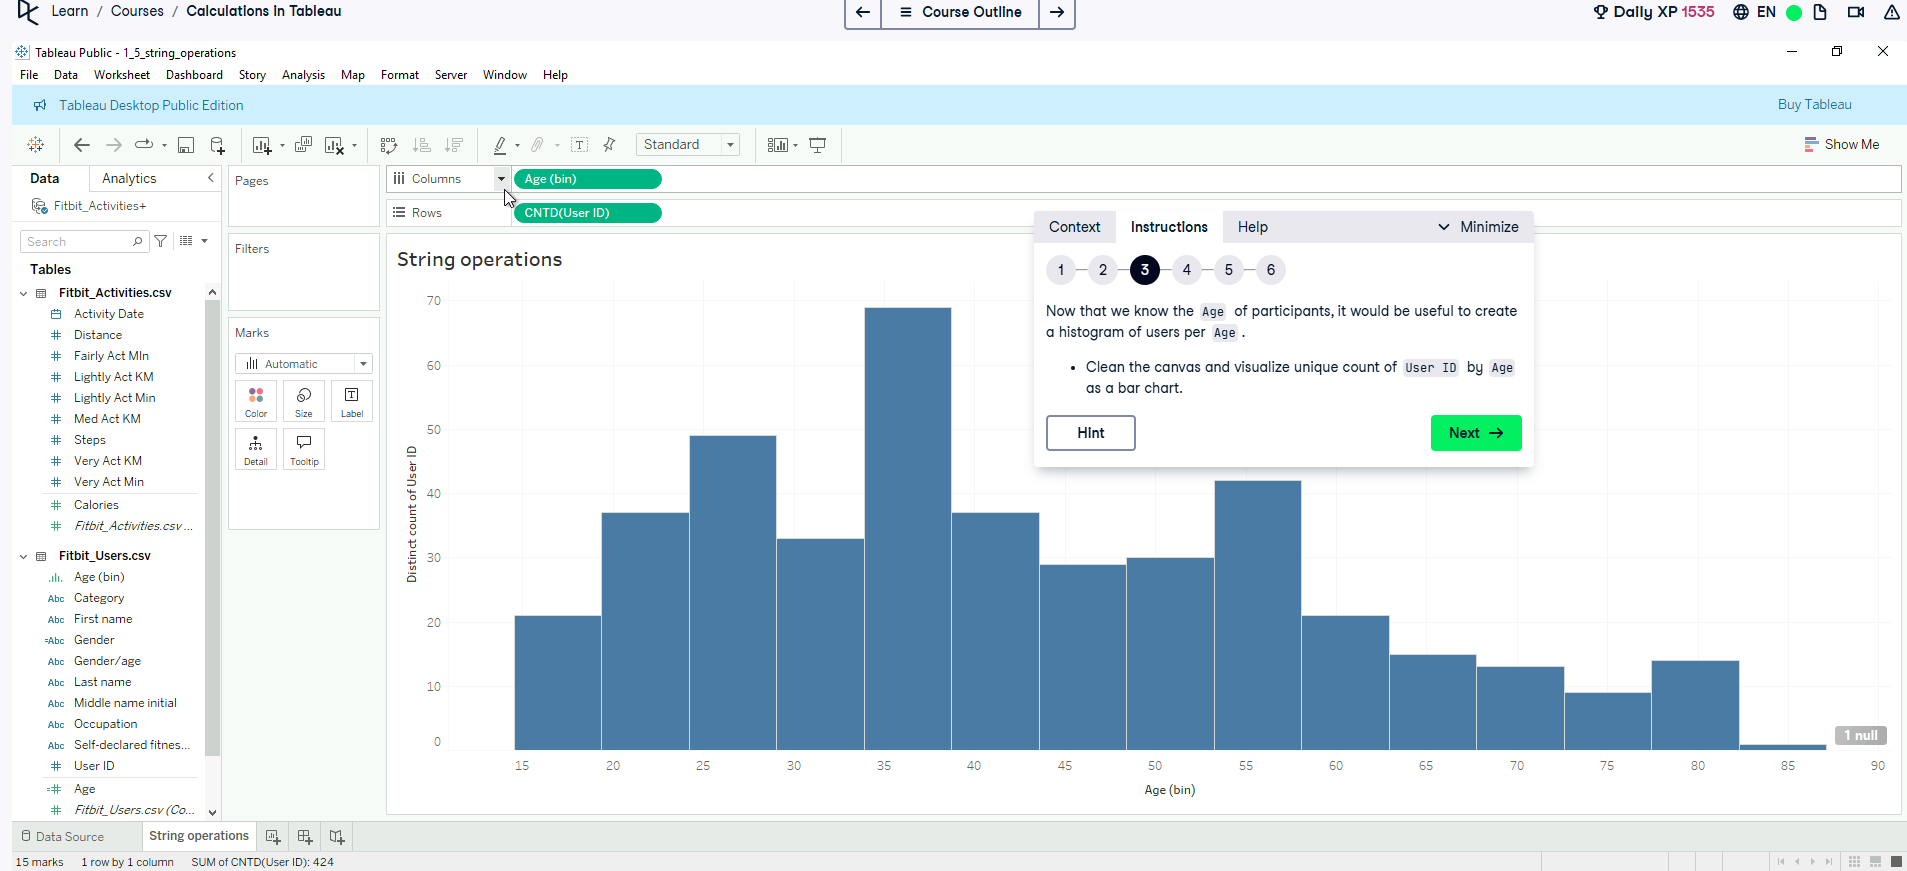 Learn / Courses / Calculations in Tableau
Course Outline
Daily XP 1535
EN
Tableau Public - 1_5_string_operations
File Data Worksheet Dashboard Story Analysis Map Format Server Window Help
Tableau Desktop Public Edition
Buy Tableau
Standard
Show Me
Data
Analytics
Fitbit_Activities+
Search
Tables
Fitbit_Activities.csv
Activity Date
Distance
Fairly Act MIn
Lightly Act KM
Lightly Act Min
Med Act KM
Steps
Very Act KM
Very Act Min
Calories
Fitbit_Activities.csv ...
Fitbit_Users.csv
Age (bin)
Abc Category
Abc First name
=Abc Gender
Abc Gender/age
Abc Last name
Abc Middle name initial
Abc Occupation
Abc Self-declared fitnes...
User ID
Age
Fitbit_Users.csv (Co...
Pages
Filters
Marks
Automatic
Color
Size
Label
Detail
Tooltip
Columns
Age (bin)
Rows
CNTD(User ID)
String operations
Distinct count of User ID
70
60
50
40
30
20
10
0
15 20 25 30 35 40 45 50 55 60 65 70 75 80 85 90
Age (bin)
1 null
Context
Instructions
Help
Minimize
1 2 3 4 5 6
Now that we know the Age of participants, it would be useful to create
a histogram of users per Age .
• Clean the canvas and visualize unique count of User ID by Age
as a bar chart.
Hint
Next
Data Source
String operations
15 marks 1 row by 1 column SUM of CNTD(User ID): 424